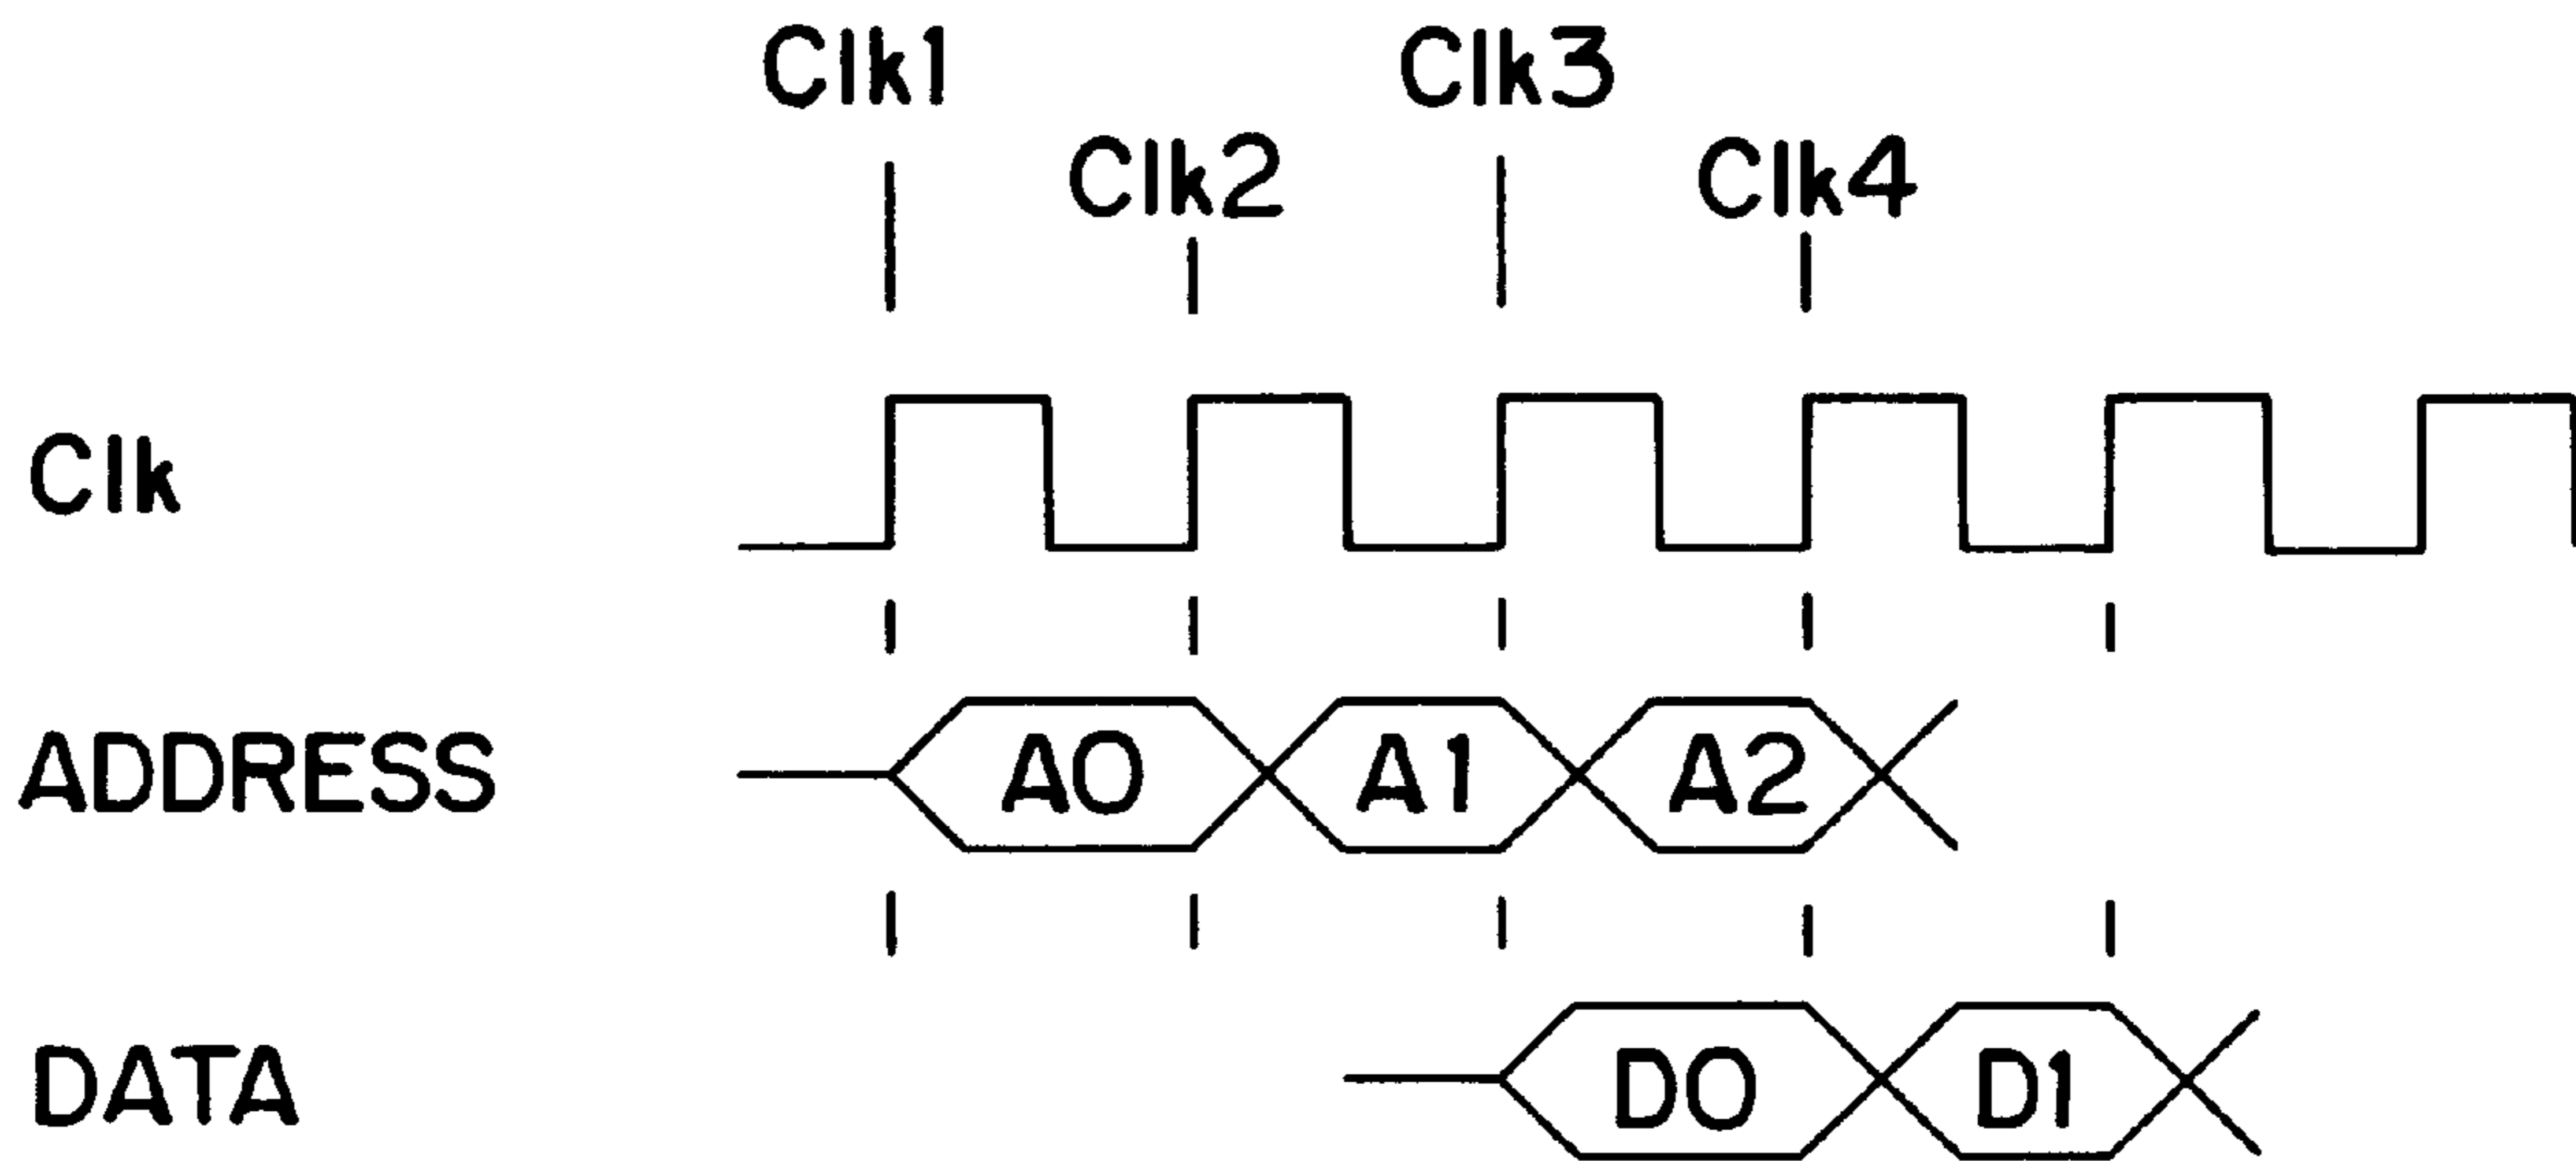 Clk1
Clk3
Clk2
Clk4
Clk
ADDRESS
A0
A1
A2
DATA
D0
D1